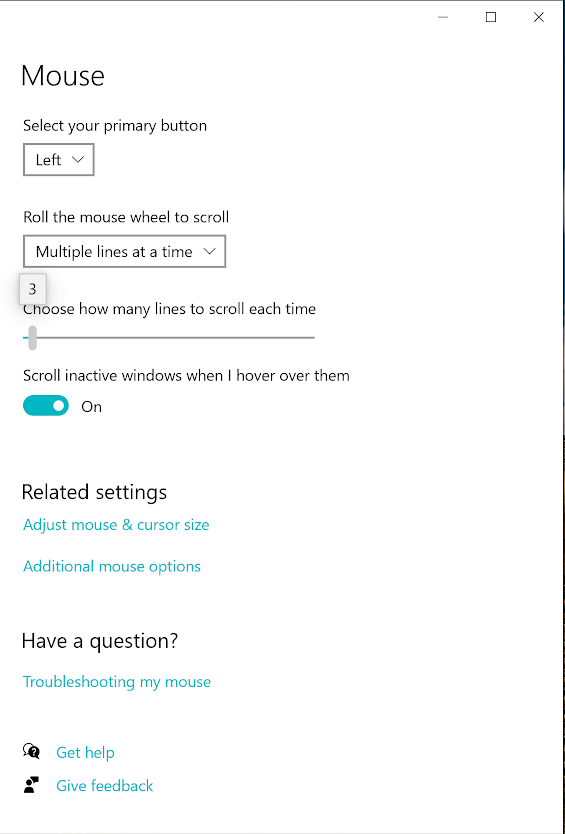 Mouse
Select your primary button
Left
Roll the mouse wheel to scroll
Multiple lines at a time
3
Choose how many lines to scroll each time
Scroll inactive windows when I hover over them
On
Related settings
Adjust mouse & cursor size
Additional mouse options
Have a question?
Troubleshooting my mouse
Get help
Give feedback